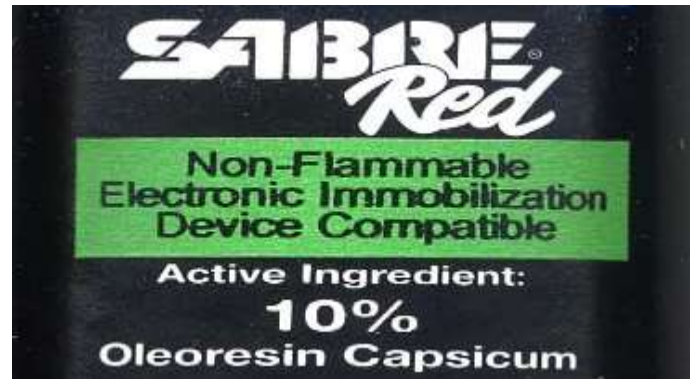 SABRE®
Red
Non-Flammable
Electronic Immobilization
Device Compatible
Active Ingredient:
10%
Oleoresin Capsicum